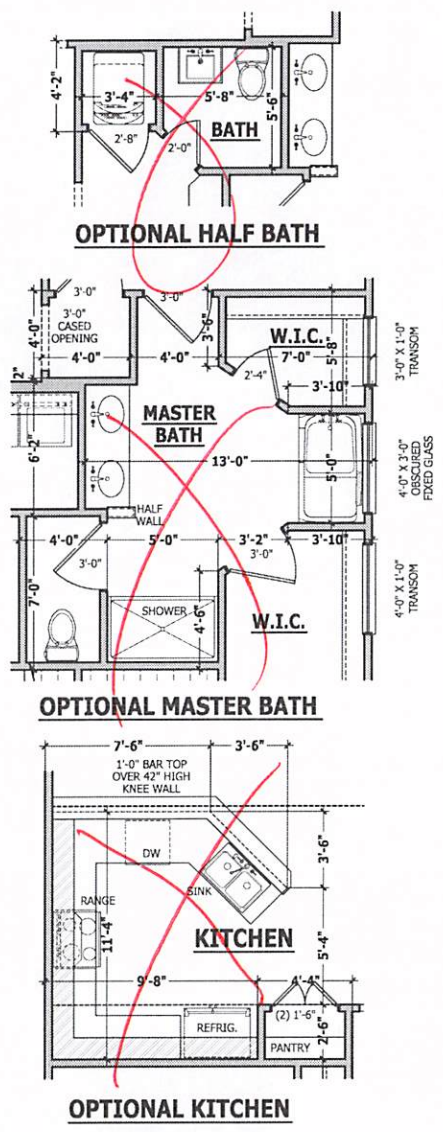 4'-2"
3'-4"
5'-8"
5'-6"
BATH
2'-8"
2'-0"
OPTIONAL HALF BATH
3'-0"
3'-0"
CASED
OPENING
3'-0"
4'-0"
4'-0"
4'-0"
3'-6"
W.I.C.
7'-0"
5'-8"
2'-4"
3'-10"
3'-0" X 1'-0"
TRANSOM
2"
6'-2"
MASTER
BATH
13'-0"
5'-0"
4'-0" X 3'-0"
OBSCURED
FIXED GLASS
HALF
WALL
4'-0"
5'-0"
3'-2"
3'-10"
3'-0"
3'-0"
7'-0"
SHOWER
4'-6"
W.I.C.
4'-0" X 1'-0"
TRANSOM
OPTIONAL MASTER BATH
7'-6"
3'-6"
1'-0" BAR TOP
OVER 42" HIGH
KNEE WALL
DW
3'-6"
SINK
RANGE
11'-4"
KITCHEN
5'-4"
9'-8"
4'-4"
(2) 1'-6"
REFRIG.
PANTRY
2'-6"
OPTIONAL KITCHEN